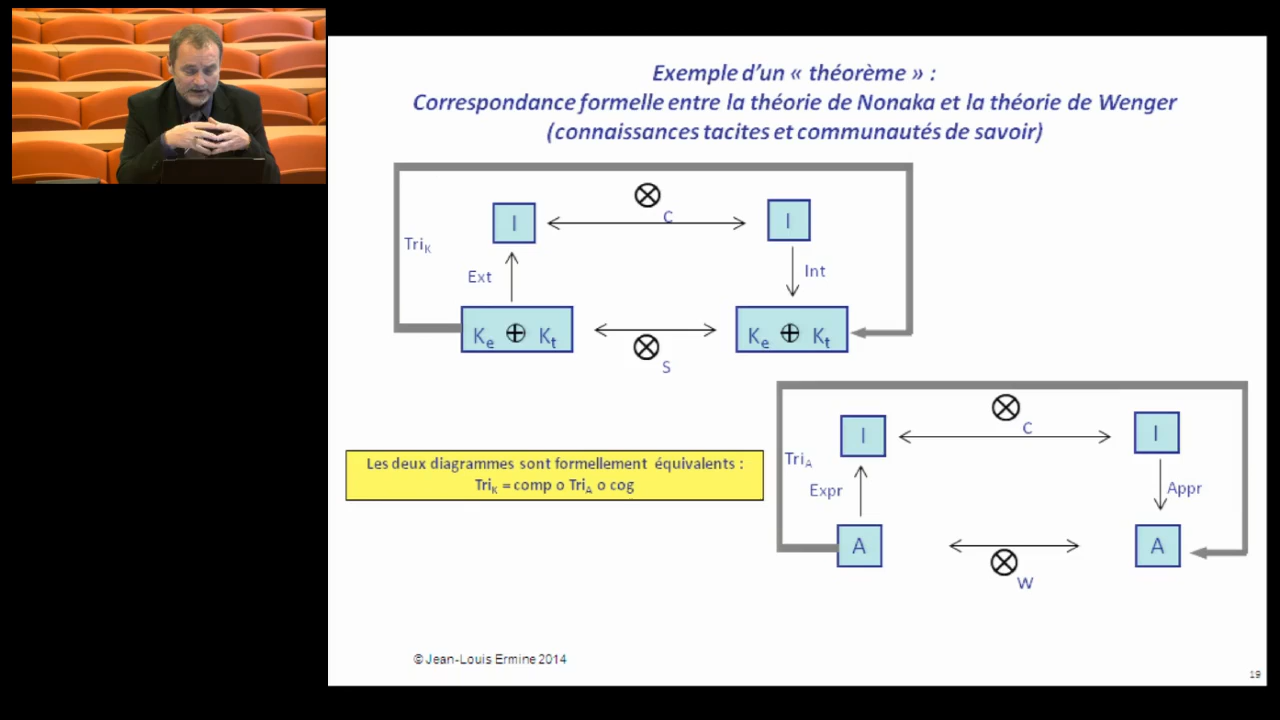 Exemple d'un « théorème » :
Correspondance formelle entre la théorie de Nonaka et la théorie de Wenger
(connaissances tacites et communautés de savoir)
⊗
C
I
I
Tri_K
Ext
Int
K_e ⊕ K_t
K_e ⊕ K_t
⊗
S
⊗
C
I
I
Tri_A
Expr
Appr
A
A
⊗
W
Les deux diagrammes sont formellement équivalents :
Tri_K = comp o Tri_A o cog
© Jean-Louis Ermine 2014
19